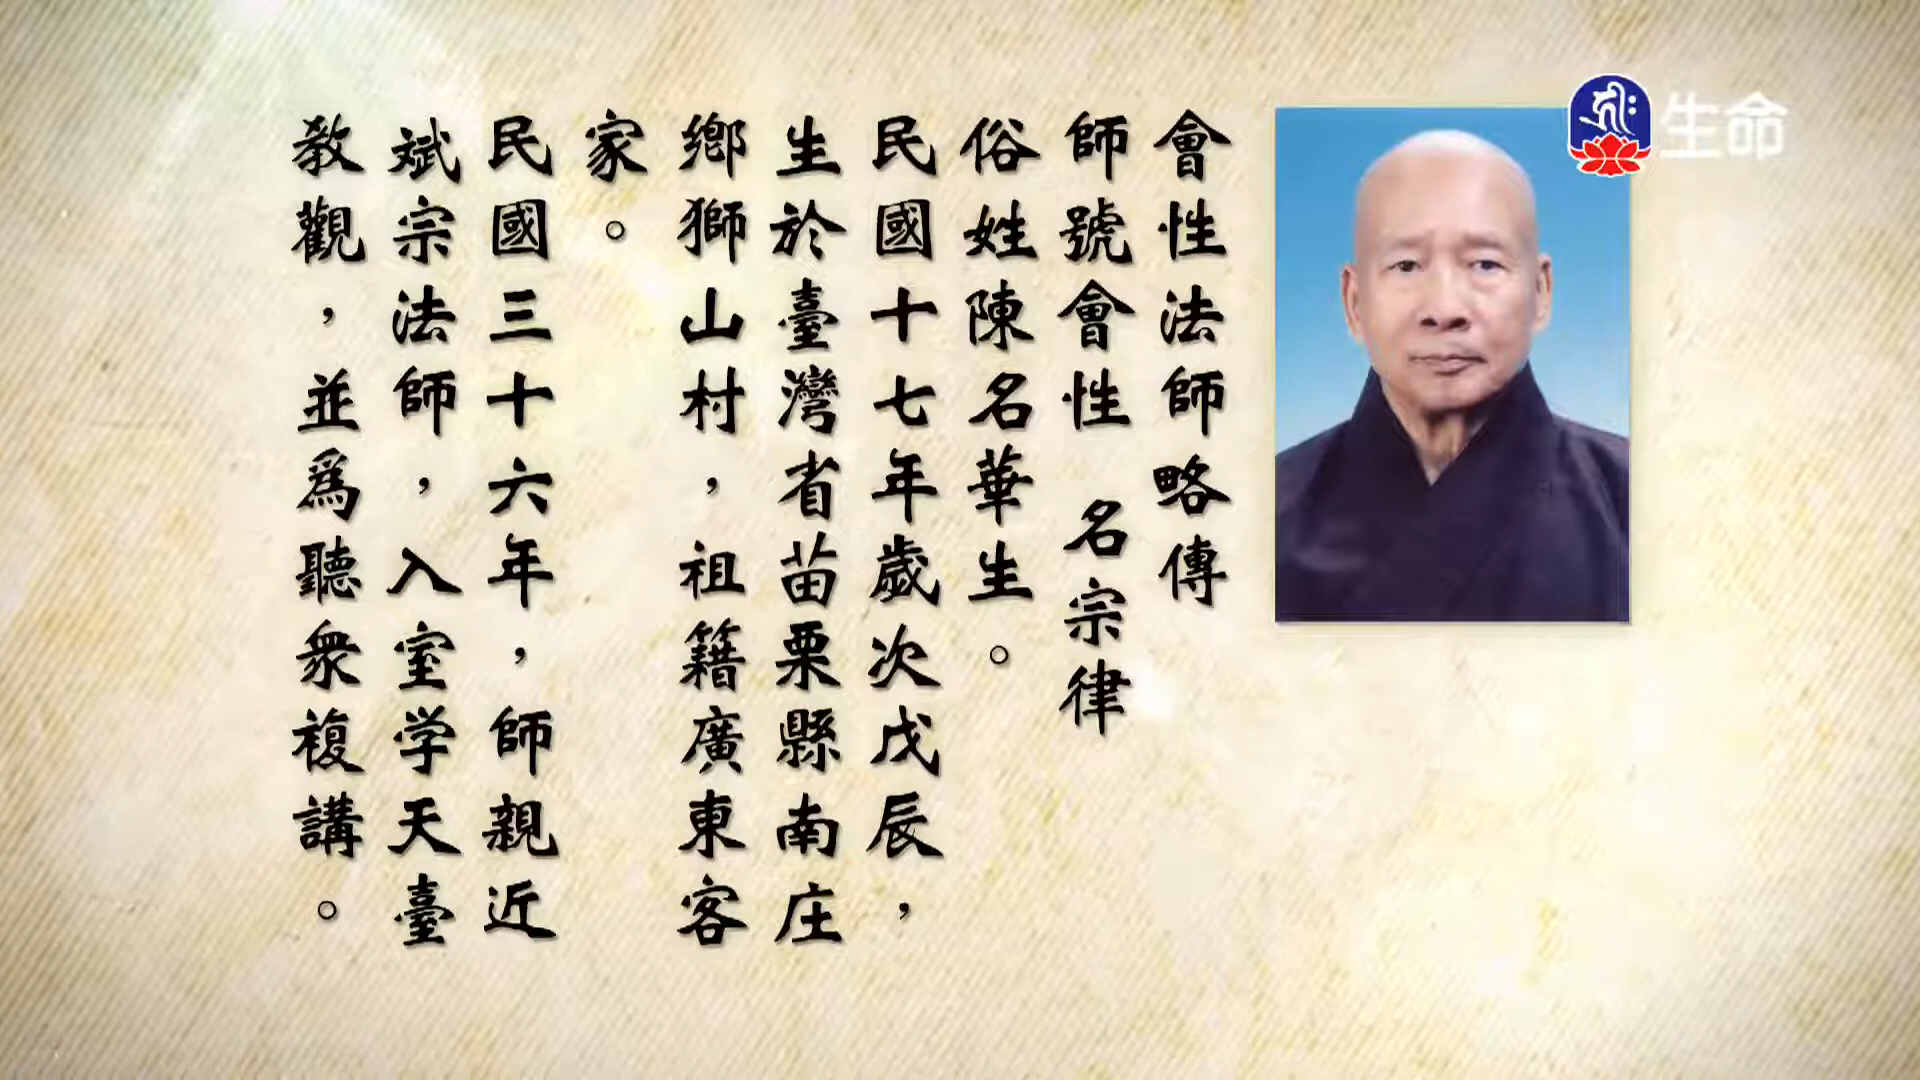 會性法師略傳
師號會性 名宗律
俗姓陳名華生。
民國十七年歲次戊辰，
生於臺灣省苗栗縣南庄
鄉獅山村，祖籍廣東客
家。
民國三十六年，師親近
斌宗法師，入室学天臺
教觀，並爲聽衆複講。
生命